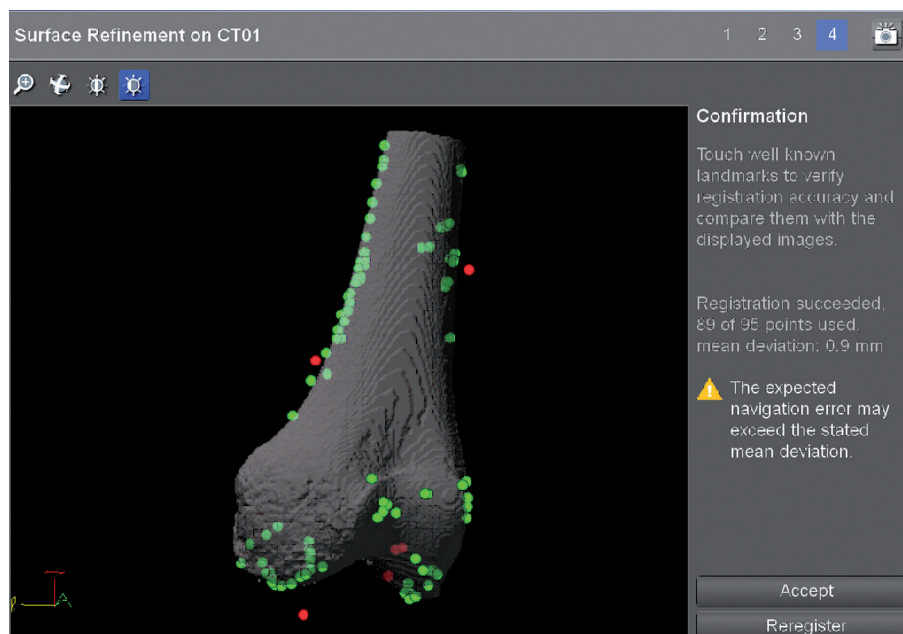 Surface Refinement on CT01
1 2 3 4
Confirmation
Touch well known
landmarks to verify
registration accuracy and
compare them with the
displayed images.
Registration succeeded,
89 of 95 points used,
mean deviation: 0.9 mm
The expected
navigation error may
exceed the stated
mean deviation.
A
Accept
Reregister